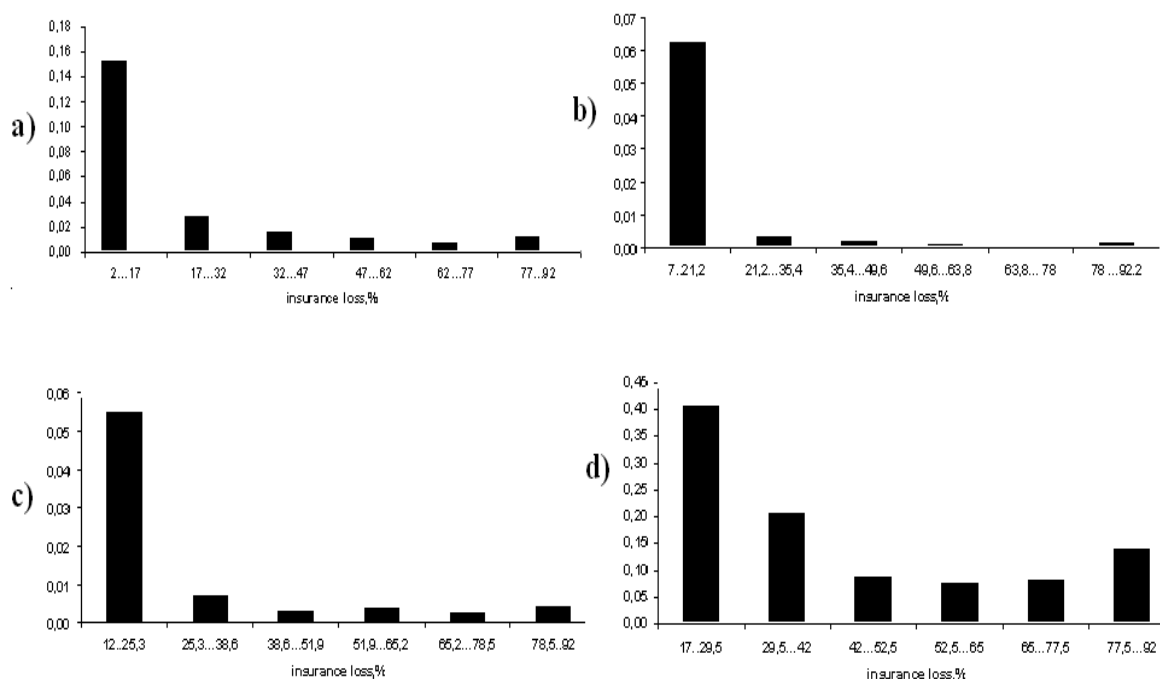 a)
0,18
0,16
0,14
0,12
0,10
0,08
0,06
0,04
0,02
0,00
2...17 17...32 32...47 47...62 62...77 77...92
insurance loss,%
b)
0,07
0,06
0,05
0,04
0,03
0,02
0,01
0,00
7..21,2 21,2...35,4 35,4...49,6 49,6...63,8 63,8...78 78...92,2
insurance loss,%
c)
0,06
0,05
0,04
0,03
0,02
0,01
0,00
12...25,3 25,3...38,6 38,6...51,9 51,9...65,2 65,2...78,5 78,5...92
insurance loss,%
d)
0,45
0,40
0,35
0,30
0,25
0,20
0,15
0,10
0,05
0,00
17...29,5 29,5...42 42...52,5 52,5...65 65...77,5 77,5...92
insurance loss,%